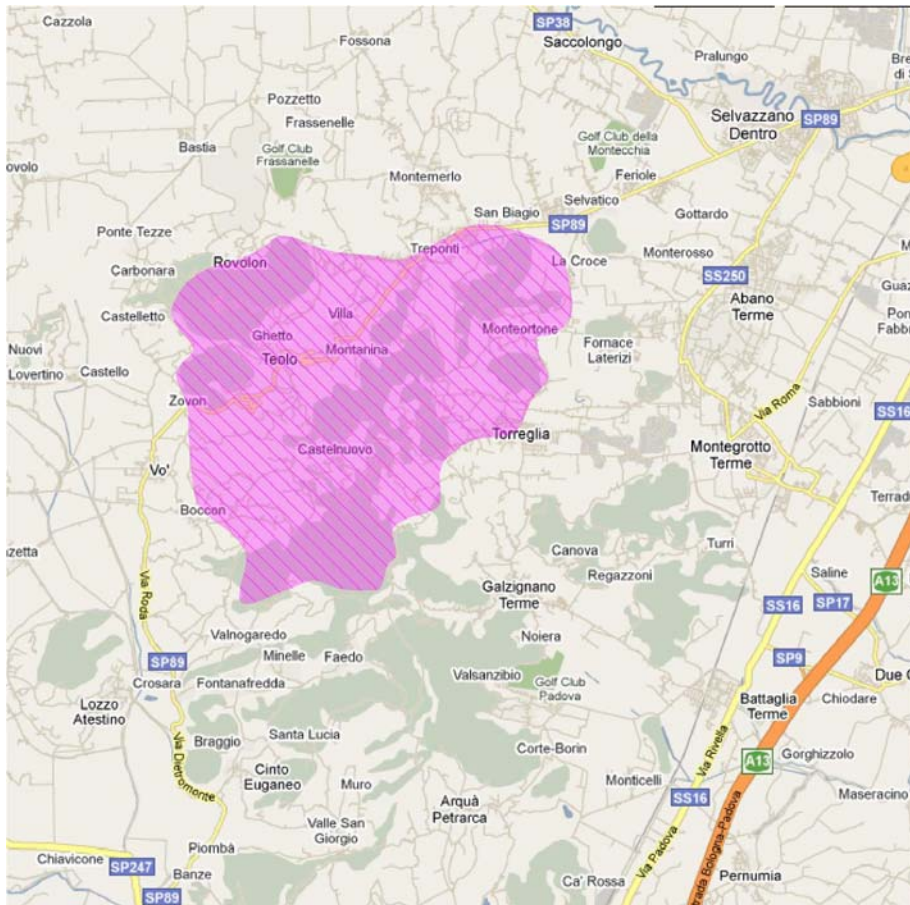 Cazzola
SP38
Fossona
Saccolongo
Pralungo
Pozzetto
Frassenelle
Selvazzano
Dentro
SP89
Bastia
Golf Club
Frassanelle
Golf Club della
Montecchia
Montemerlo
Feriole
Selvatico
San Biagio
SP89
Gottardo
Ponte Tezze
Treponti
Rovolon
La Croce
Monterosso
Carbonara
SS250
Abano
Terme
Castelletto
Villa
Ghetto
Monteortone
Nuovi
Lovertino
Castello
Teolo
Montanina
Fornace
Laterizi
Zovon
Via Roma
Sabbioni
SS16
Torreglia
Castelnuovo
Montegrotto
Terme
Vo'
Boccon
Canova
Turri
Regazzoni
Saline
A13
Via Roda
Galzignano
Terme
SS16
SP17
Valnogaredo
Noiera
Minelle
Faedo
SP89
SP9
Crosara
Fontanafredda
Valsanzibio
Golf Club
Padova
Lozzo
Atestino
Battaglia
Terme
Chiodare
Braggio
Santa Lucia
Corte-Borin
Via Rivella
Gorghizzolo
A13
Via Dietromonte
Cinto
Euganeo
Muro
Monticelli
SS16
Maseracino
Arquà
Petrarca
Valle San
Giorgio
Piombà
Via Padova
Chiavicone
SP247
Banze
SP89
Ca' Rossa
Pernumia